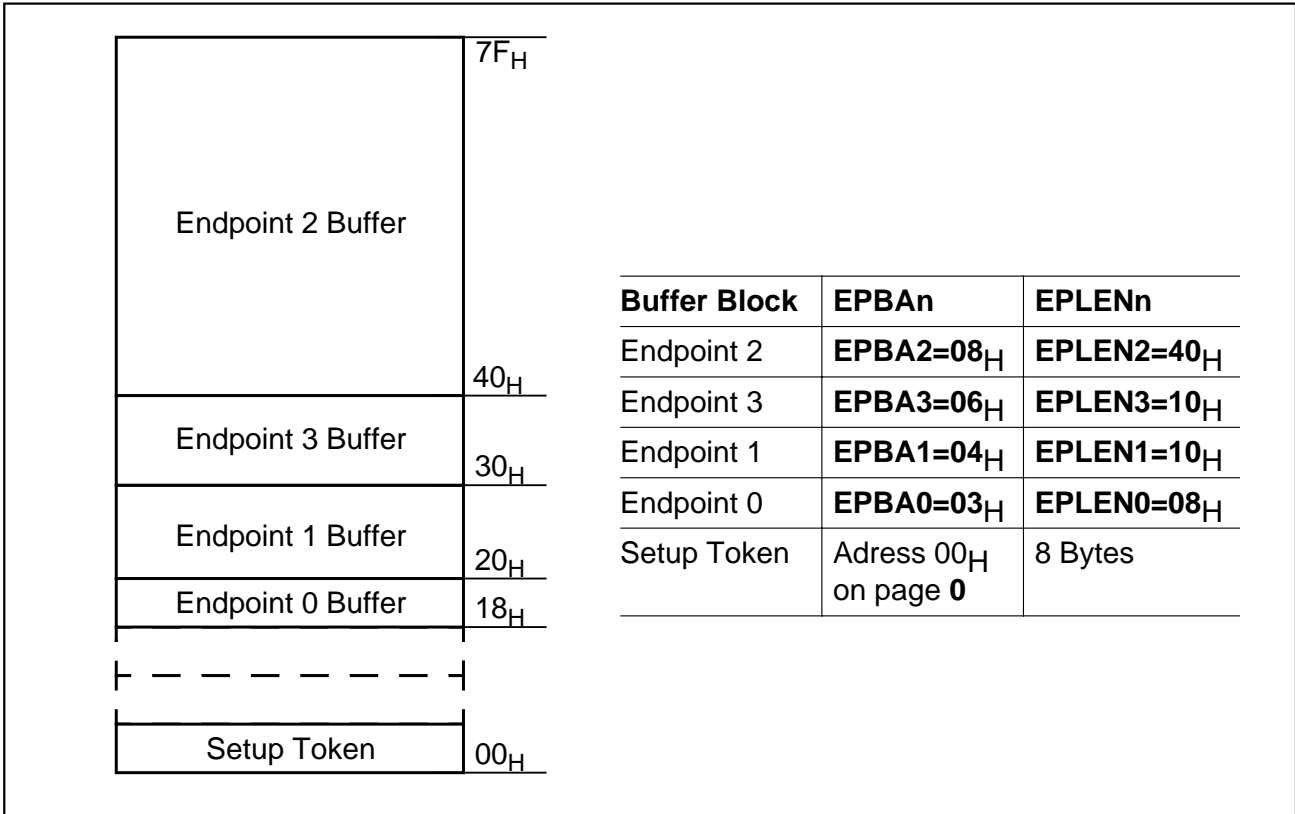 7FH
Endpoint 2 Buffer
40H
Endpoint 3 Buffer
30H
Endpoint 1 Buffer
20H
Endpoint 0 Buffer
18H
Setup Token
00H
Buffer Block EPBAn EPLENn
Endpoint 2 EPBA2=08H EPLEN2=40H
Endpoint 3 EPBA3=06H EPLEN3=10H
Endpoint 1 EPBA1=04H EPLEN1=10H
Endpoint 0 EPBA0=03H EPLEN0=08H
Setup Token Adress 00H 8 Bytes
on page 0